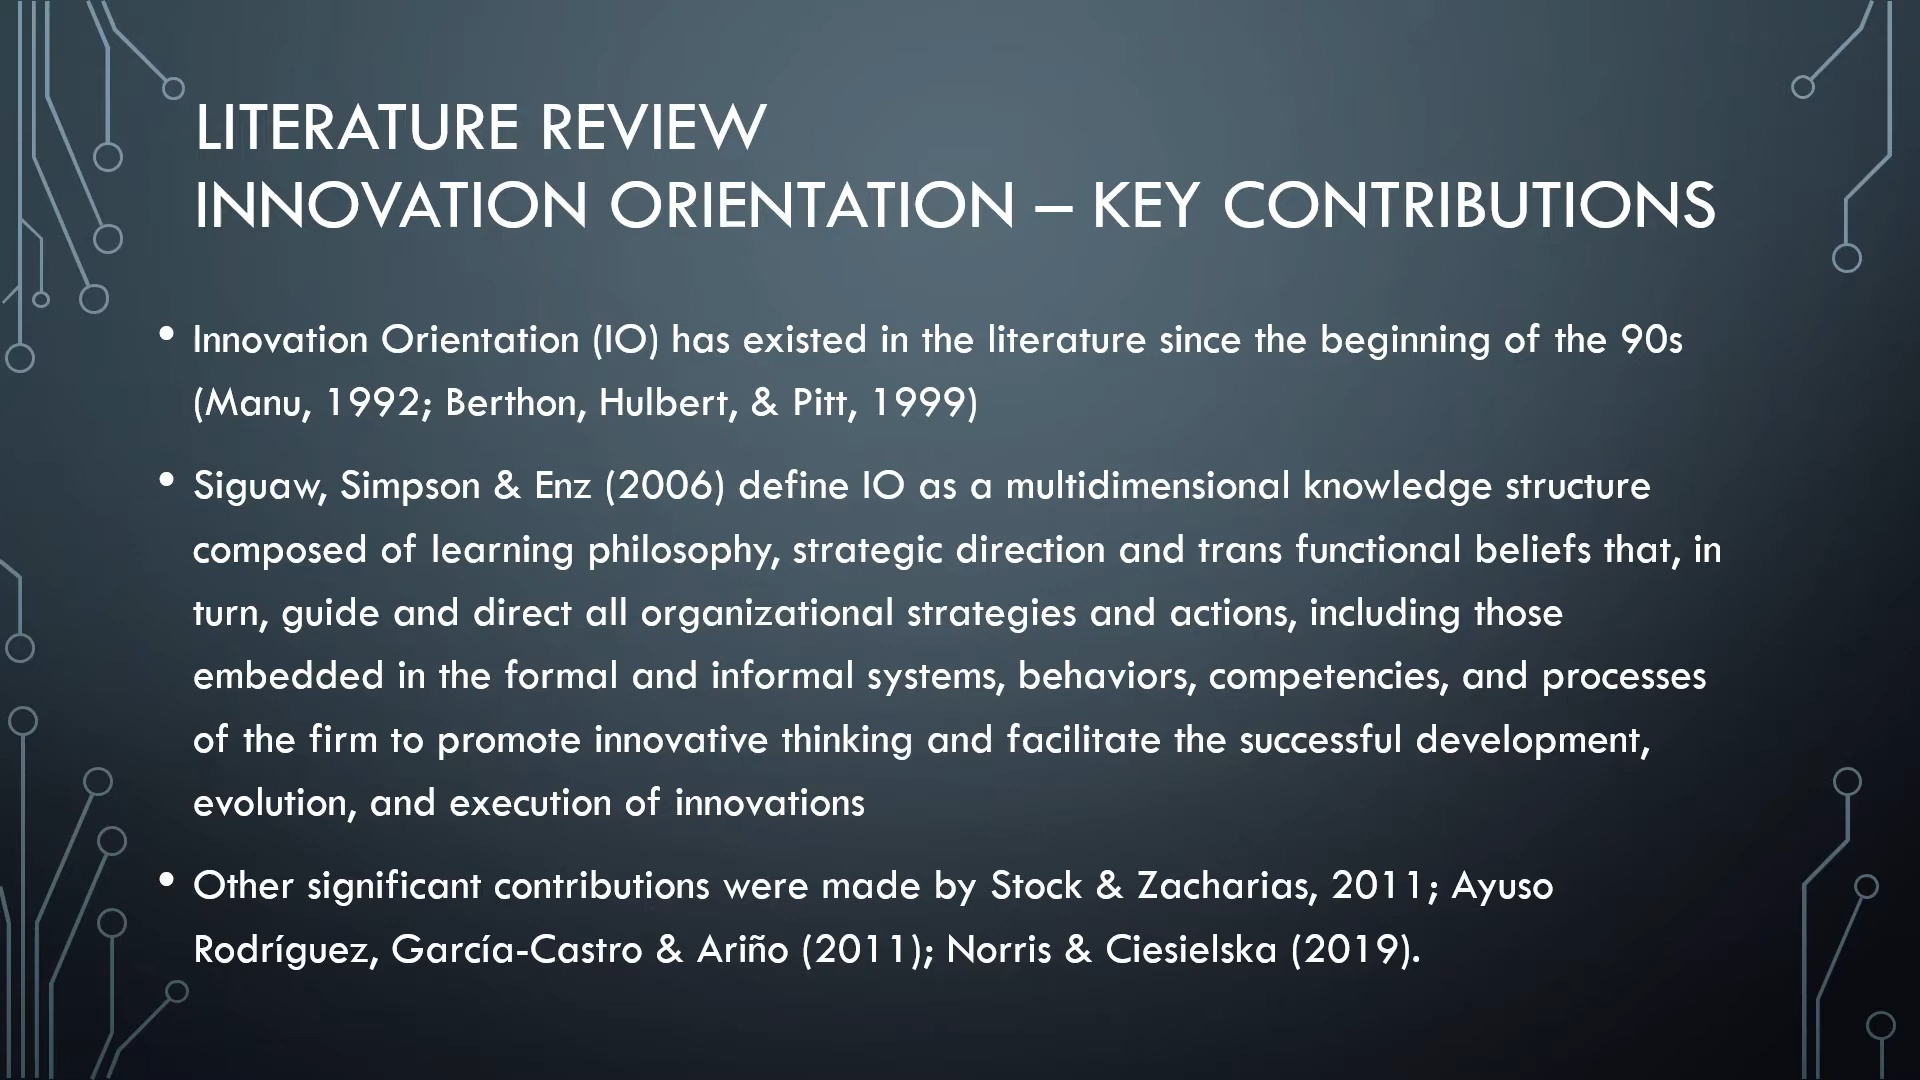 LITERATURE REVIEW
INNOVATION ORIENTATION – KEY CONTRIBUTIONS
• Innovation Orientation (IO) has existed in the literature since the beginning of the 90s
(Manu, 1992; Berthon, Hulbert, & Pitt, 1999)
• Siguaw, Simpson & Enz (2006) define IO as a multidimensional knowledge structure
composed of learning philosophy, strategic direction and trans functional beliefs that, in
turn, guide and direct all organizational strategies and actions, including those
embedded in the formal and informal systems, behaviors, competencies, and processes
of the firm to promote innovative thinking and facilitate the successful development,
evolution, and execution of innovations
• Other significant contributions were made by Stock & Zacharias, 2011; Ayuso
Rodríguez, García-Castro & Ariño (2011); Norris & Ciesielska (2019).